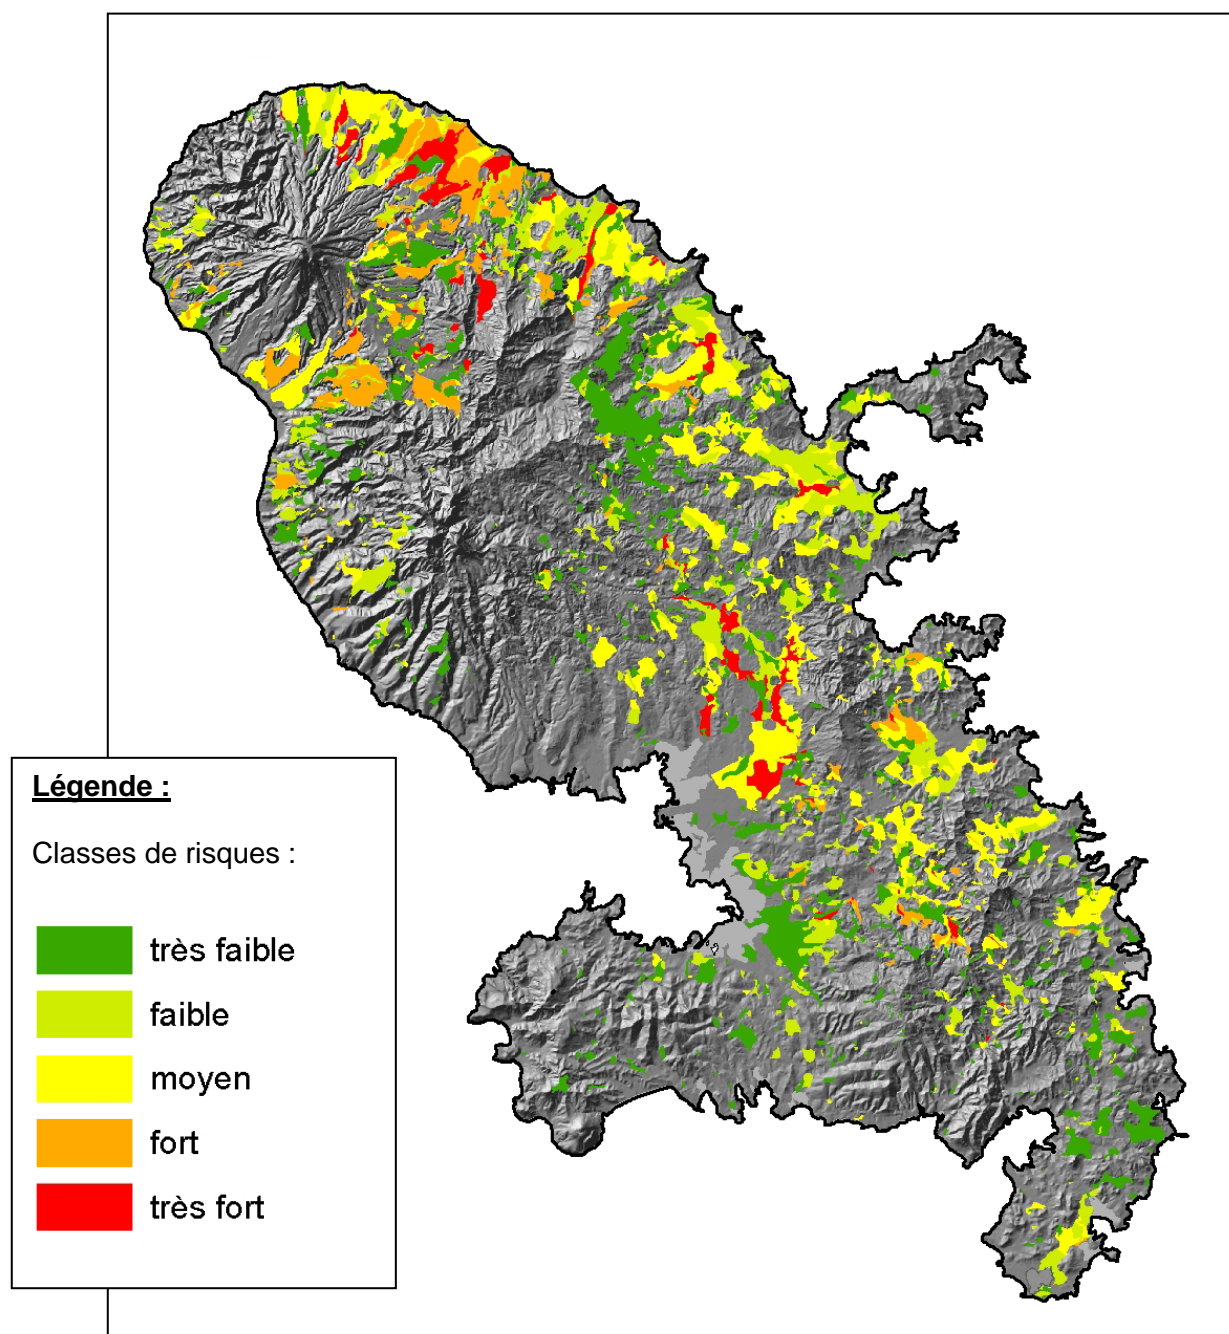 Légende :
Classes de risques :
très faible
faible
moyen
fort
très fort